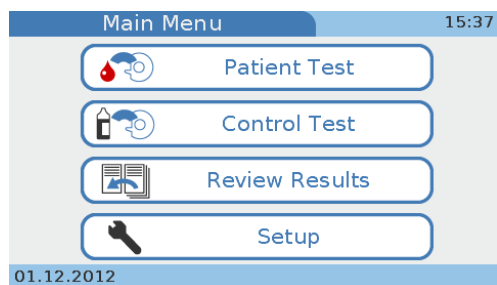 Main Menu
15:37
Patient Test
Control Test
Review Results
Setup
01.12.2012